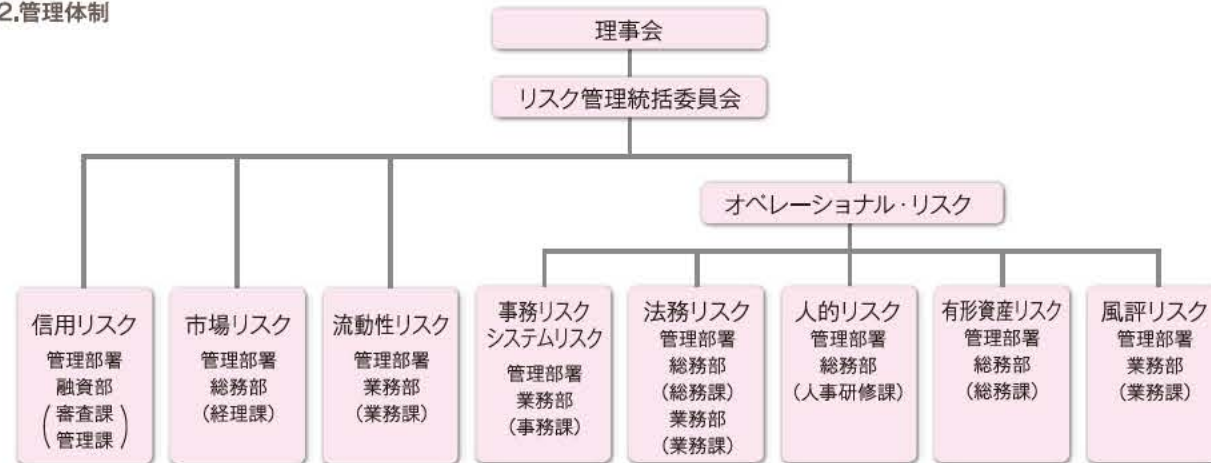 2.管理体制
理事会
リスク管理統括委員会
オペレーショナル・リスク
信用リスク
管理部署
融資部
(審査課
管理課)
市場リスク
管理部署
総務部
(経理課)
流動性リスク
管理部署
業務部
(業務課)
事務リスク
システムリスク
管理部署
業務部
(事務課)
法務リスク
管理部署
総務部
(総務課)
業務部
(業務課)
人的リスク
管理部署
総務部
(人事研修課)
有形資産リスク
管理部署
総務部
(総務課)
風評リスク
管理部署
業務部
(業務課)